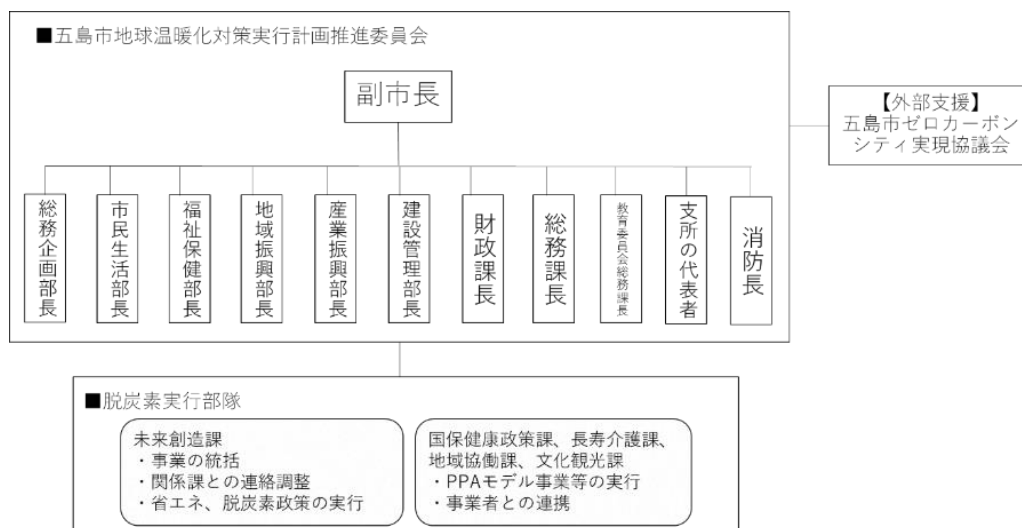 ■五島市地球温暖化対策実行計画推進委員会
副市長
【外部支援】
五島市ゼロカーボン
シティ実現協議会
総務企画部長
市民生活部長
福祉保健部長
地域振興部長
産業振興部長
建設管理部長
財政課長
総務課長
教育委員会総務課長
支所の代表者
消防長
■脱炭素実行部隊
未来創造課
・事業の統括
・関係課との連絡調整
・省エネ、脱炭素政策の実行
国保健康政策課、長寿介護課、
地域協働課、文化観光課
・PPAモデル事業等の実行
・事業者との連携